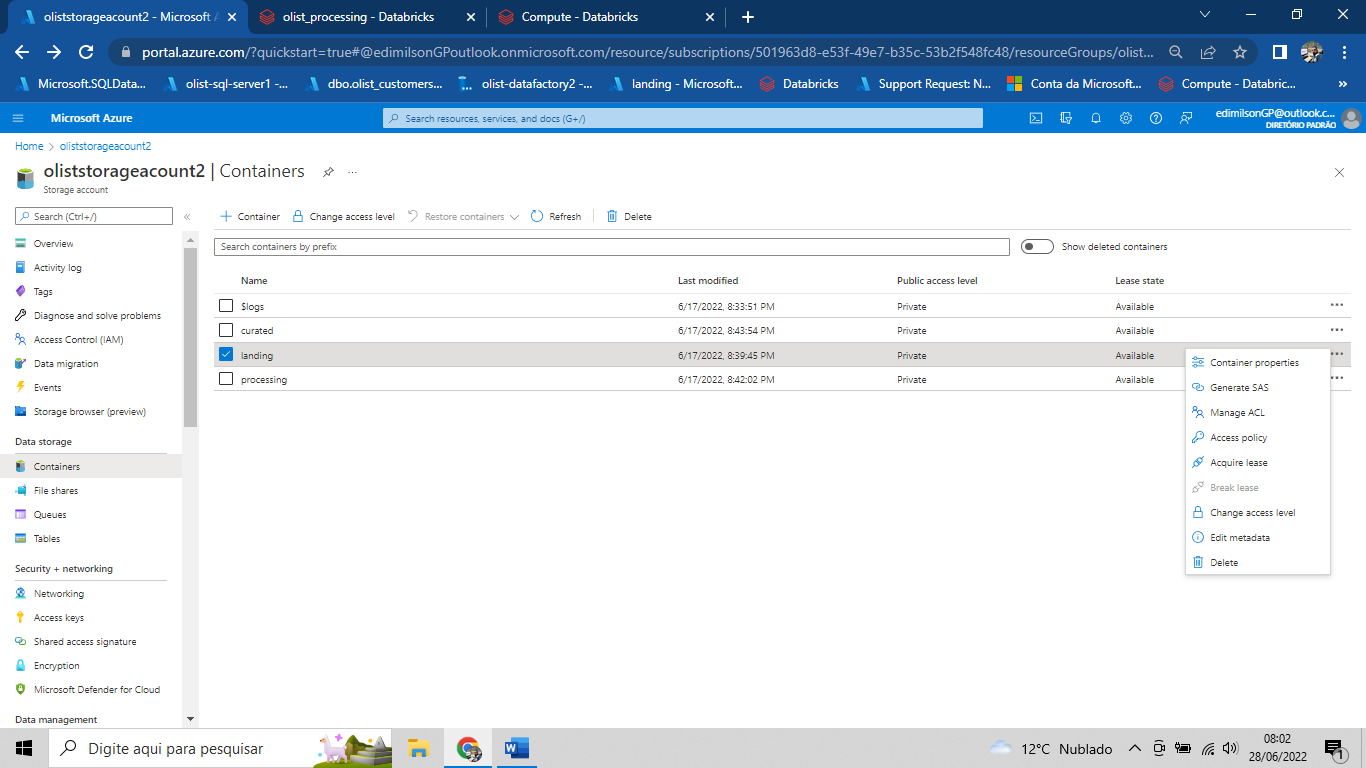 oliststorageacount2 - Microsoft A
olist_processing - Databricks
Compute - Databricks
portal.azure.com/?quickstart=true#@edimilsonGPoutlook.onmicrosoft.com/resource/subscriptions/501963d8-e53f-49e7-b35c-53b2f548fc48/resourceGroups/olist...
Microsoft.SQLData...
olist-sql-server1 -...
dbo.olist_customers...
olist-datafactory2 -...
landing - Microsoft...
Databricks
Support Request: N...
Conta da Microsoft...
Compute - Databric...
»
Microsoft Azure
Search resources, services, and docs (G+/)
edimilsonGP@outlook.c...
DIRETÓRIO PADRÃO
Home > oliststorageacount2
oliststorageacount2 | Containers
Storage account
Search (Ctrl+/)
«
Container
Change access level
Restore containers
Refresh
Delete
Overview
Activity log
Tags
Diagnose and solve problems
Access Control (IAM)
Data migration
Events
Storage browser (preview)
Data storage
Containers
File shares
Queues
Tables
Security + networking
Networking
Access keys
Shared access signature
Encryption
Microsoft Defender for Cloud
Data management
Search containers by prefix
Show deleted containers
Name Last modified Public access level Lease state
$logs 6/17/2022, 8:33:51 PM Private Available
curated 6/17/2022, 8:43:54 PM Private Available
landing 6/17/2022, 8:39:45 PM Private Available
processing 6/17/2022, 8:42:02 PM Private Available
Container properties
Generate SAS
Manage ACL
Access policy
Acquire lease
Break lease
Change access level
Edit metadata
Delete
Digite aqui para pesquisar
12°C Nublado
08:02
28/06/2022
1